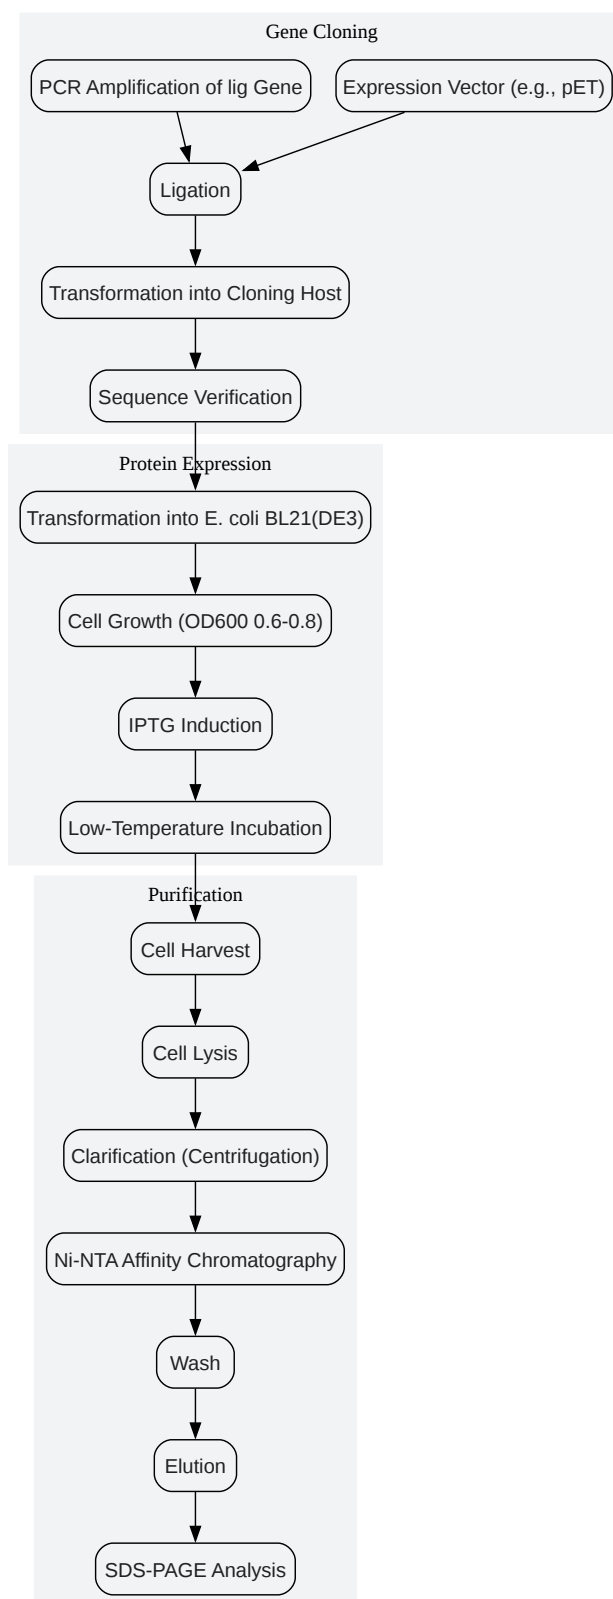 Gene Cloning
PCR Amplification of lig Gene
Expression Vector (e.g., pET)
Ligation
Transformation into Cloning Host
Sequence Verification
Protein Expression
Transformation into E. coli BL21(DE3)
Cell Growth (OD600 0.6-0.8)
IPTG Induction
Low-Temperature Incubation
Purification
Cell Harvest
Cell Lysis
Clarification (Centrifugation)
Ni-NTA Affinity Chromatography
Wash
Elution
SDS-PAGE Analysis